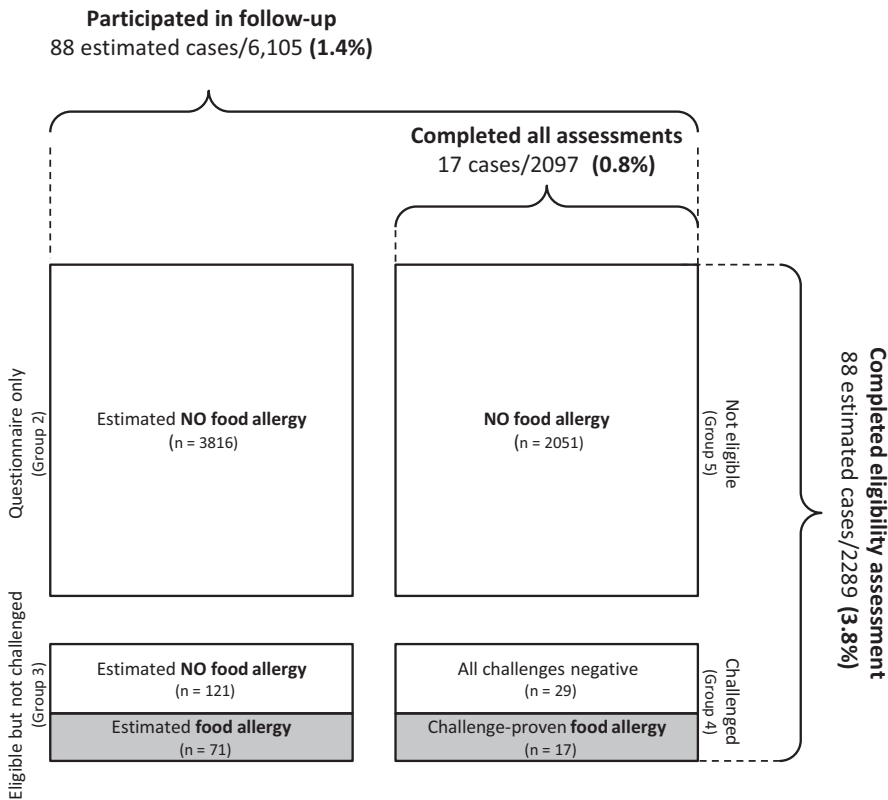 Participated in follow-up
88 estimated cases/6,105 (1.4%)
Completed all assessments
17 cases/2097 (0.8%)
Questionnaire only
(Group 2)
Estimated NO food allergy
(n = 3816)
NO food allergy
(n = 2051)
Not eligible
(Group 5)
Completed eligibility assessment
88 estimated cases/2289 (3.8%)
Eligible but not challenged
(Group 3)
Estimated NO food allergy
(n = 121)
Estimated food allergy
(n = 71)
All challenges negative
(n = 29)
Challenge-proven food allergy
(n = 17)
Challenged
(Group 4)